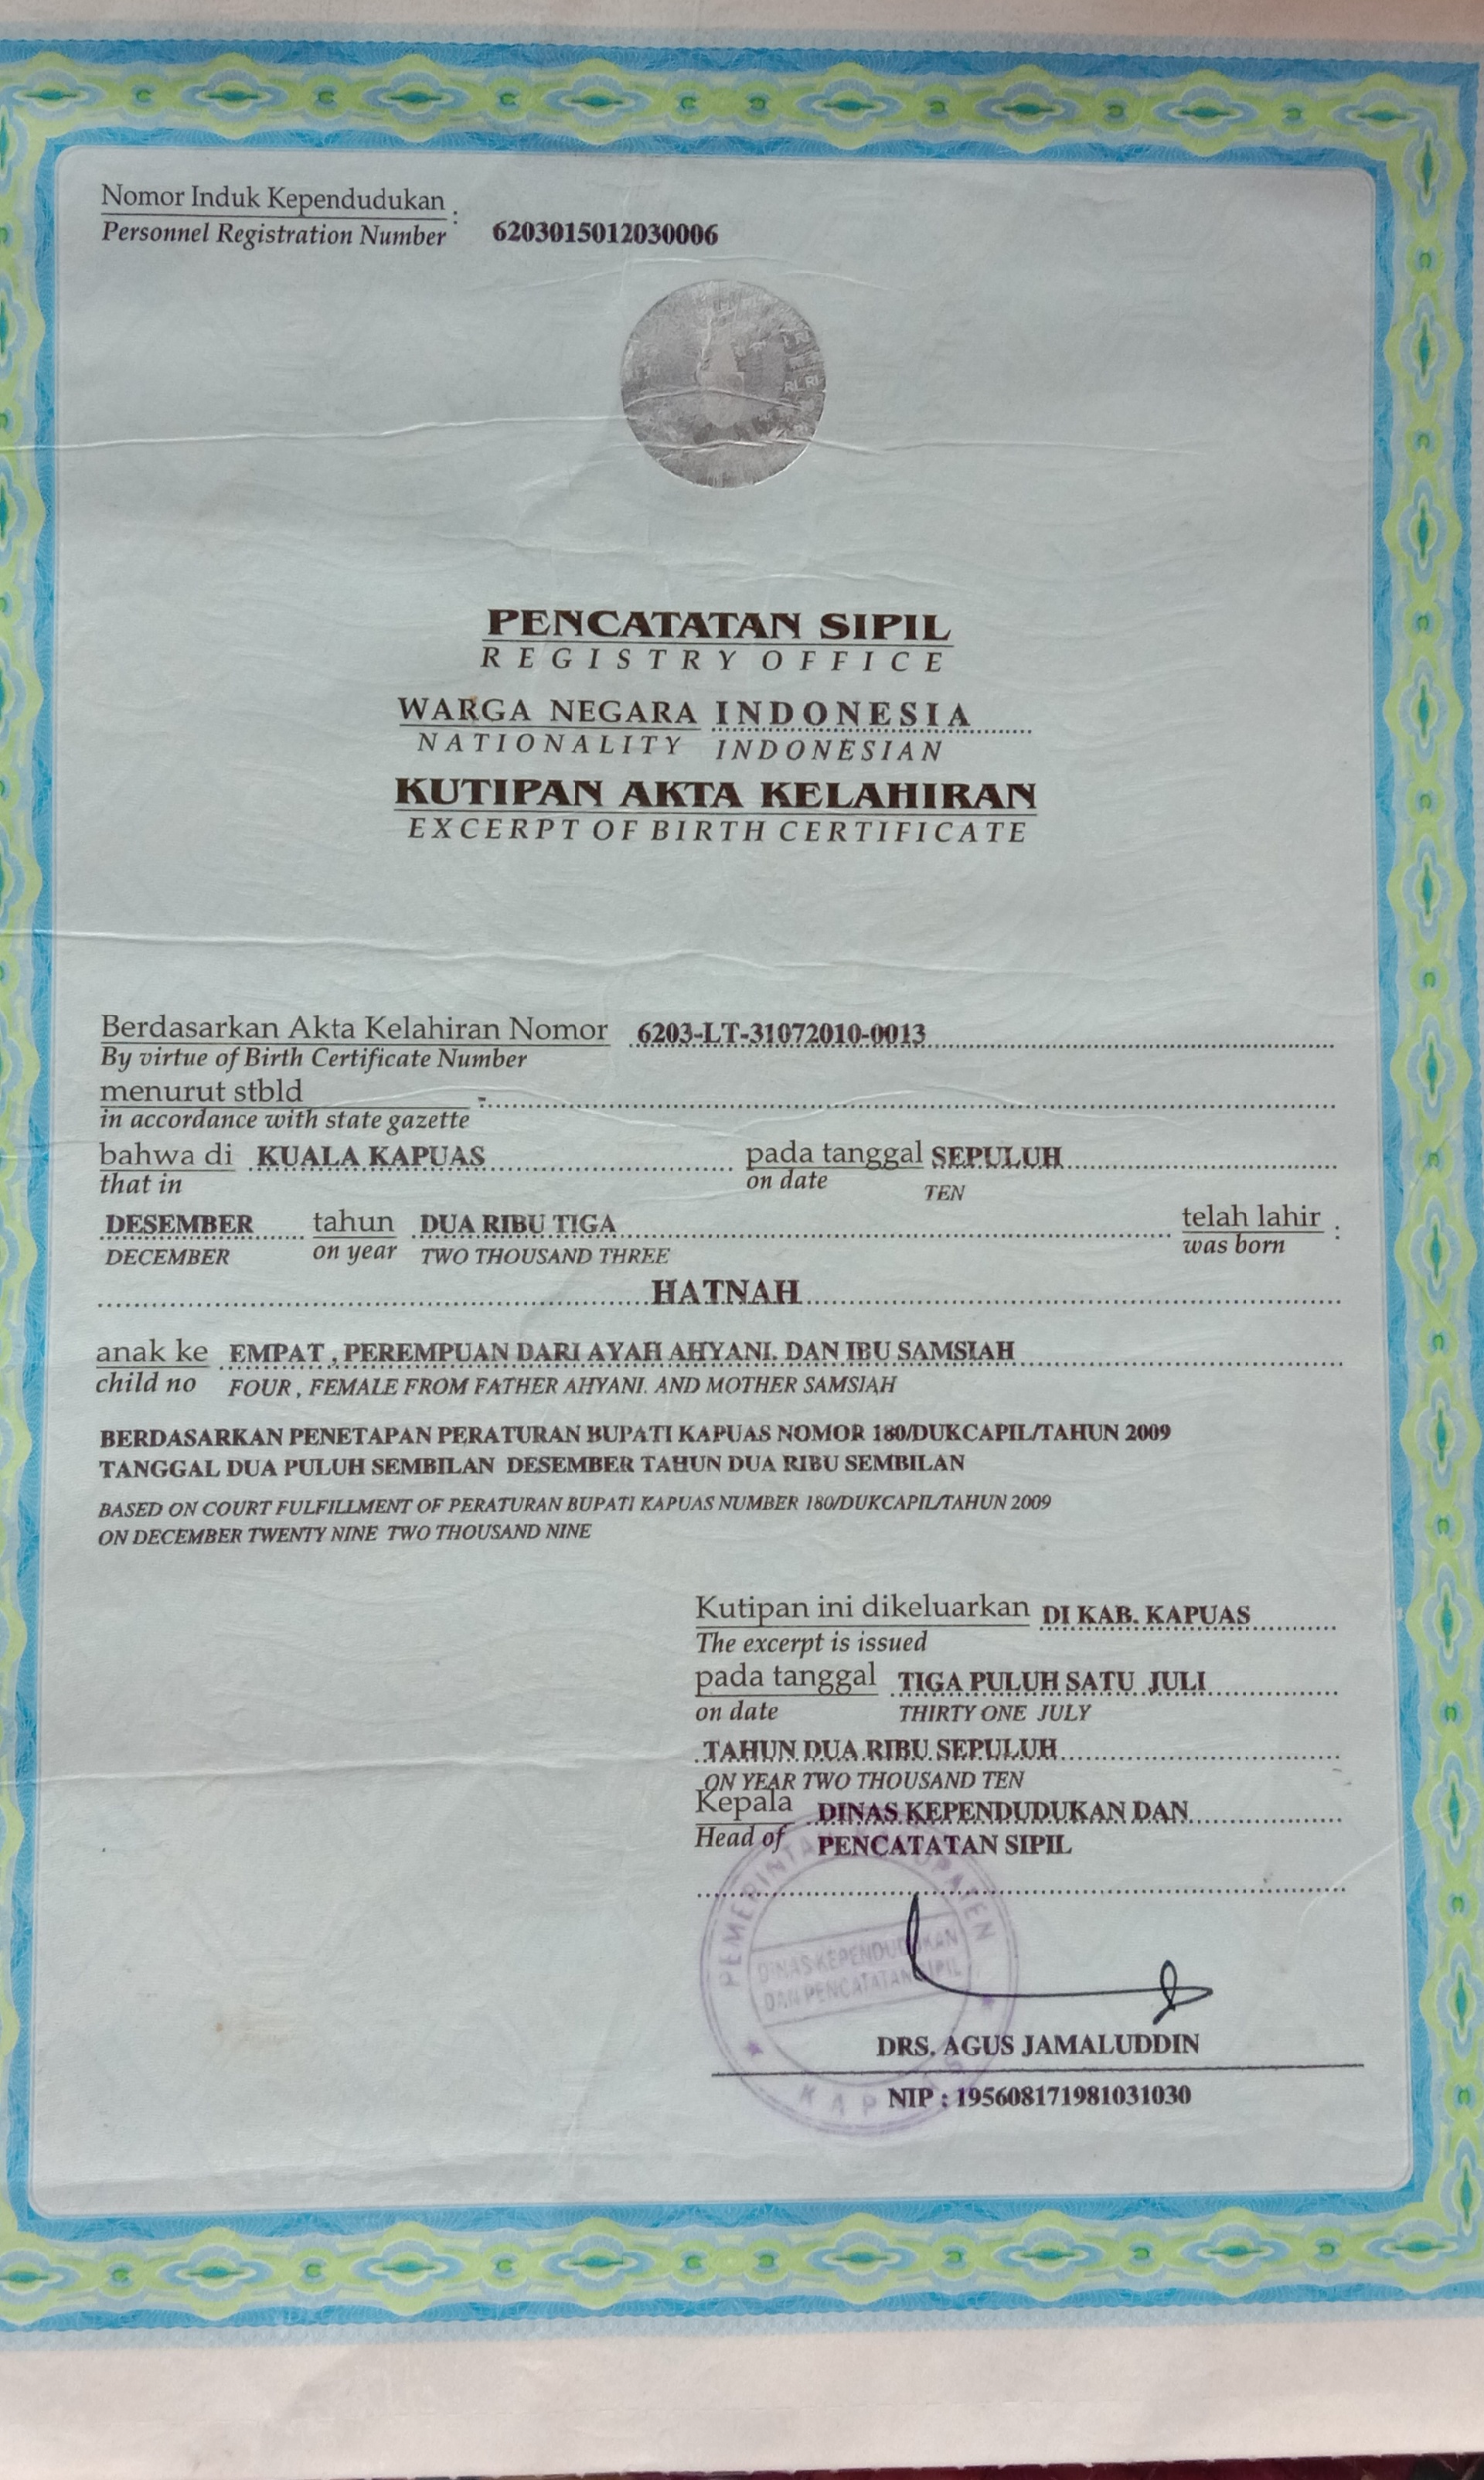 Nomor Induk Kependudukan :
Personnel Registration Number 6203015012030006
RI RI
PENCATATAN SIPIL
REGISTRY OFFICE
WARGA NEGARA INDONESIA
NATIONALITY INDONESIAN
KUTIPAN AKTA KELAHIRAN
EXCERPT OF BIRTH CERTIFICATE
Berdasarkan Akta Kelahiran Nomor 6203-LT-31072010-0013
By virtue of Birth Certificate Number
menurut stbld -
in accordance with state gazette
bahwa di KUALA KAPUAS pada tanggal SEPULUH
that in on date TEN
DESEMBER tahun DUA RIBU TIGA telah lahir :
DECEMBER on year TWO THOUSAND THREE was born
HATNAH
anak ke EMPAT , PEREMPUAN DARI AYAH AHYANI. DAN IBU SAMSIAH
child no FOUR , FEMALE FROM FATHER AHYANI. AND MOTHER SAMSIAH
BERDASARKAN PENETAPAN PERATURAN BUPATI KAPUAS NOMOR 180/DUKCAPIL/TAHUN 2009
TANGGAL DUA PULUH SEMBILAN DESEMBER TAHUN DUA RIBU SEMBILAN
BASED ON COURT FULFILLMENT OF PERATURAN BUPATI KAPUAS NUMBER 180/DUKCAPIL/TAHUN 2009
ON DECEMBER TWENTY NINE TWO THOUSAND NINE
Kutipan ini dikeluarkan DI KAB. KAPUAS
The excerpt is issued
pada tanggal TIGA PULUH SATU JULI
on date THIRTY ONE JULY
TAHUN DUA RIBU SEPULUH
ON YEAR TWO THOUSAND TEN
Kepala DINAS KEPENDUDUKAN DAN
Head of PENCATATAN SIPIL
DINAS KEPENDUDUKAN
DAN PENCATATAN SIPIL
DRS. AGUS JAMALUDDIN
NIP : 195608171981031030